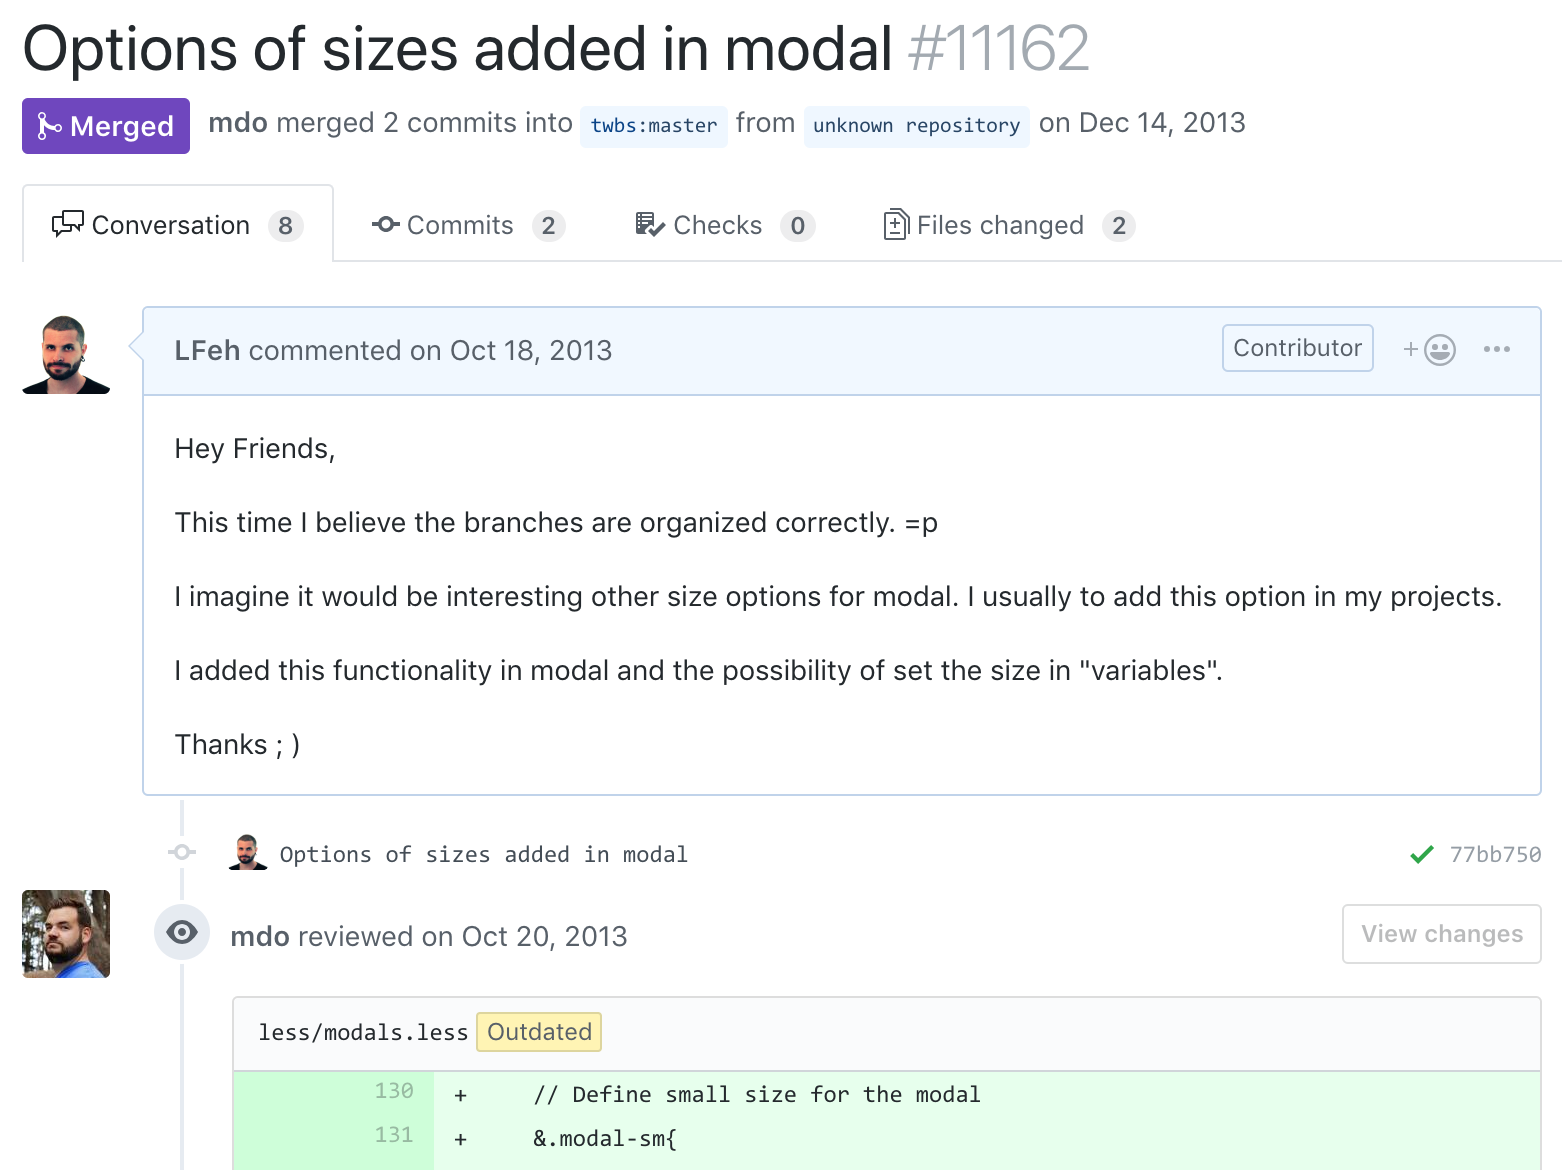 Options of sizes added in modal #11162
Merged mdo merged 2 commits into twbs:master from unknown repository on Dec 14, 2013
Conversation 8 Commits 2 Checks 0 Files changed 2
LFeh commented on Oct 18, 2013 Contributor
Hey Friends,
This time I believe the branches are organized correctly. =p
I imagine it would be interesting other size options for modal. I usually to add this option in my projects.
I added this functionality in modal and the possibility of set the size in "variables".
Thanks ; )
Options of sizes added in modal 77bb750
mdo reviewed on Oct 20, 2013 View changes
less/modals.less Outdated
130 + // Define small size for the modal
131 + &.modal-sm{